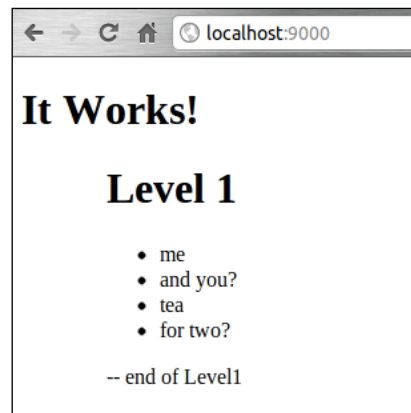 localhost:9000
It Works!
Level 1
me
and you?
tea
for two?
-- end of Level1